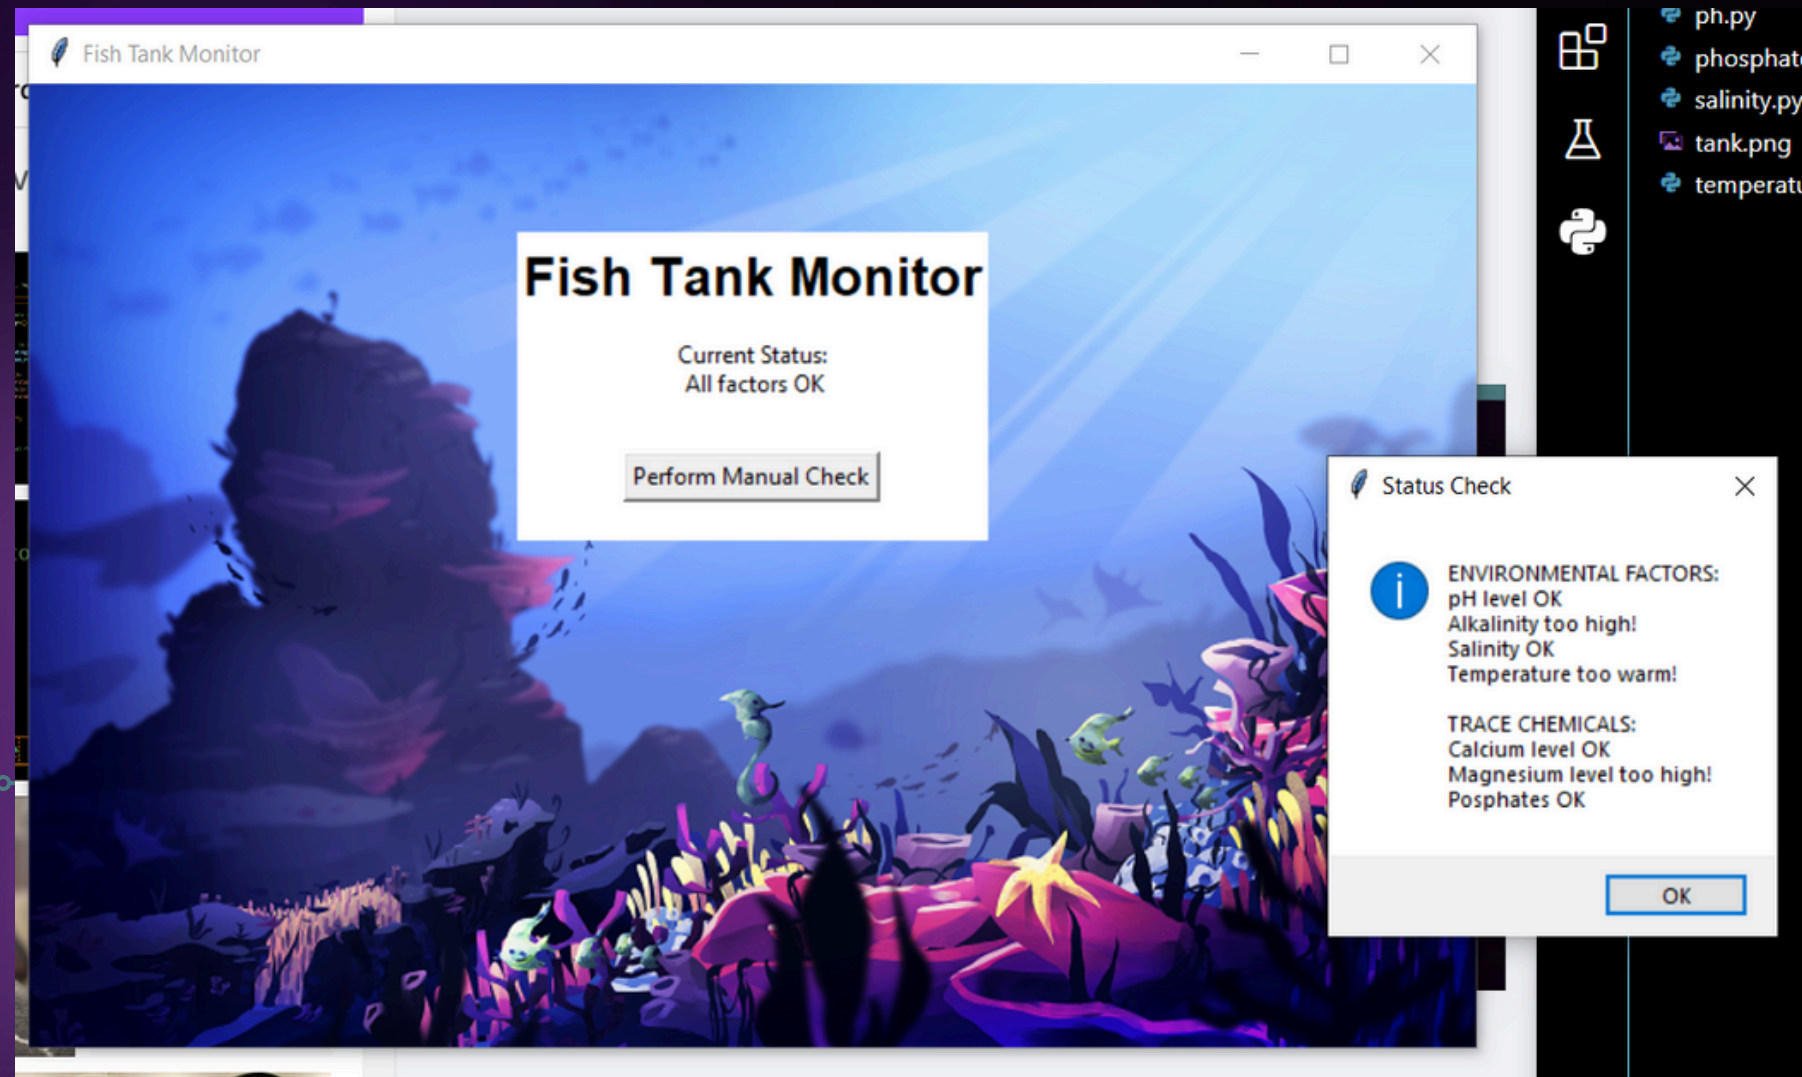 Fish Tank Monitor
Fish Tank Monitor
Current Status:
All factors OK
Perform Manual Check
Status Check
ENVIRONMENTAL FACTORS:
pH level OK
Alkalinity too high!
Salinity OK
Temperature too warm!
TRACE CHEMICALS:
Calcium level OK
Magnesium level too high!
Posphates OK
OK
ph.py
phosphate
salinity.py
tank.png
temperatu